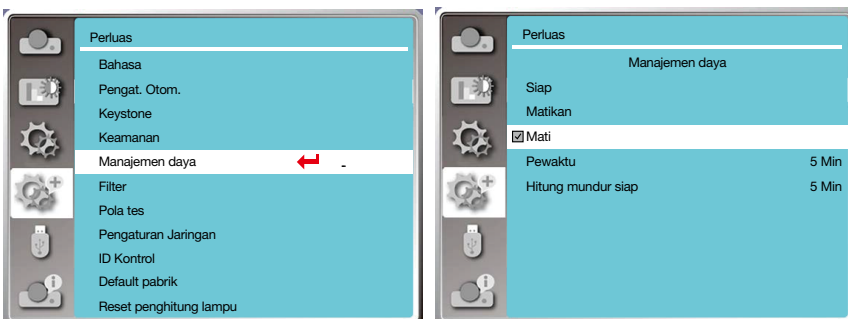 Perluas
Bahasa
Pengat. Otom.
Keystone
Keamanan
Manajemen daya -
Filter
Pola tes
Pengaturan Jaringan
ID Kontrol
Default pabrik
Reset penghitung lampu
Perluas
Manajemen daya
Siap
Matikan
Mati
Pewaktu 5 Min
Hitung mundur siap 5 Min